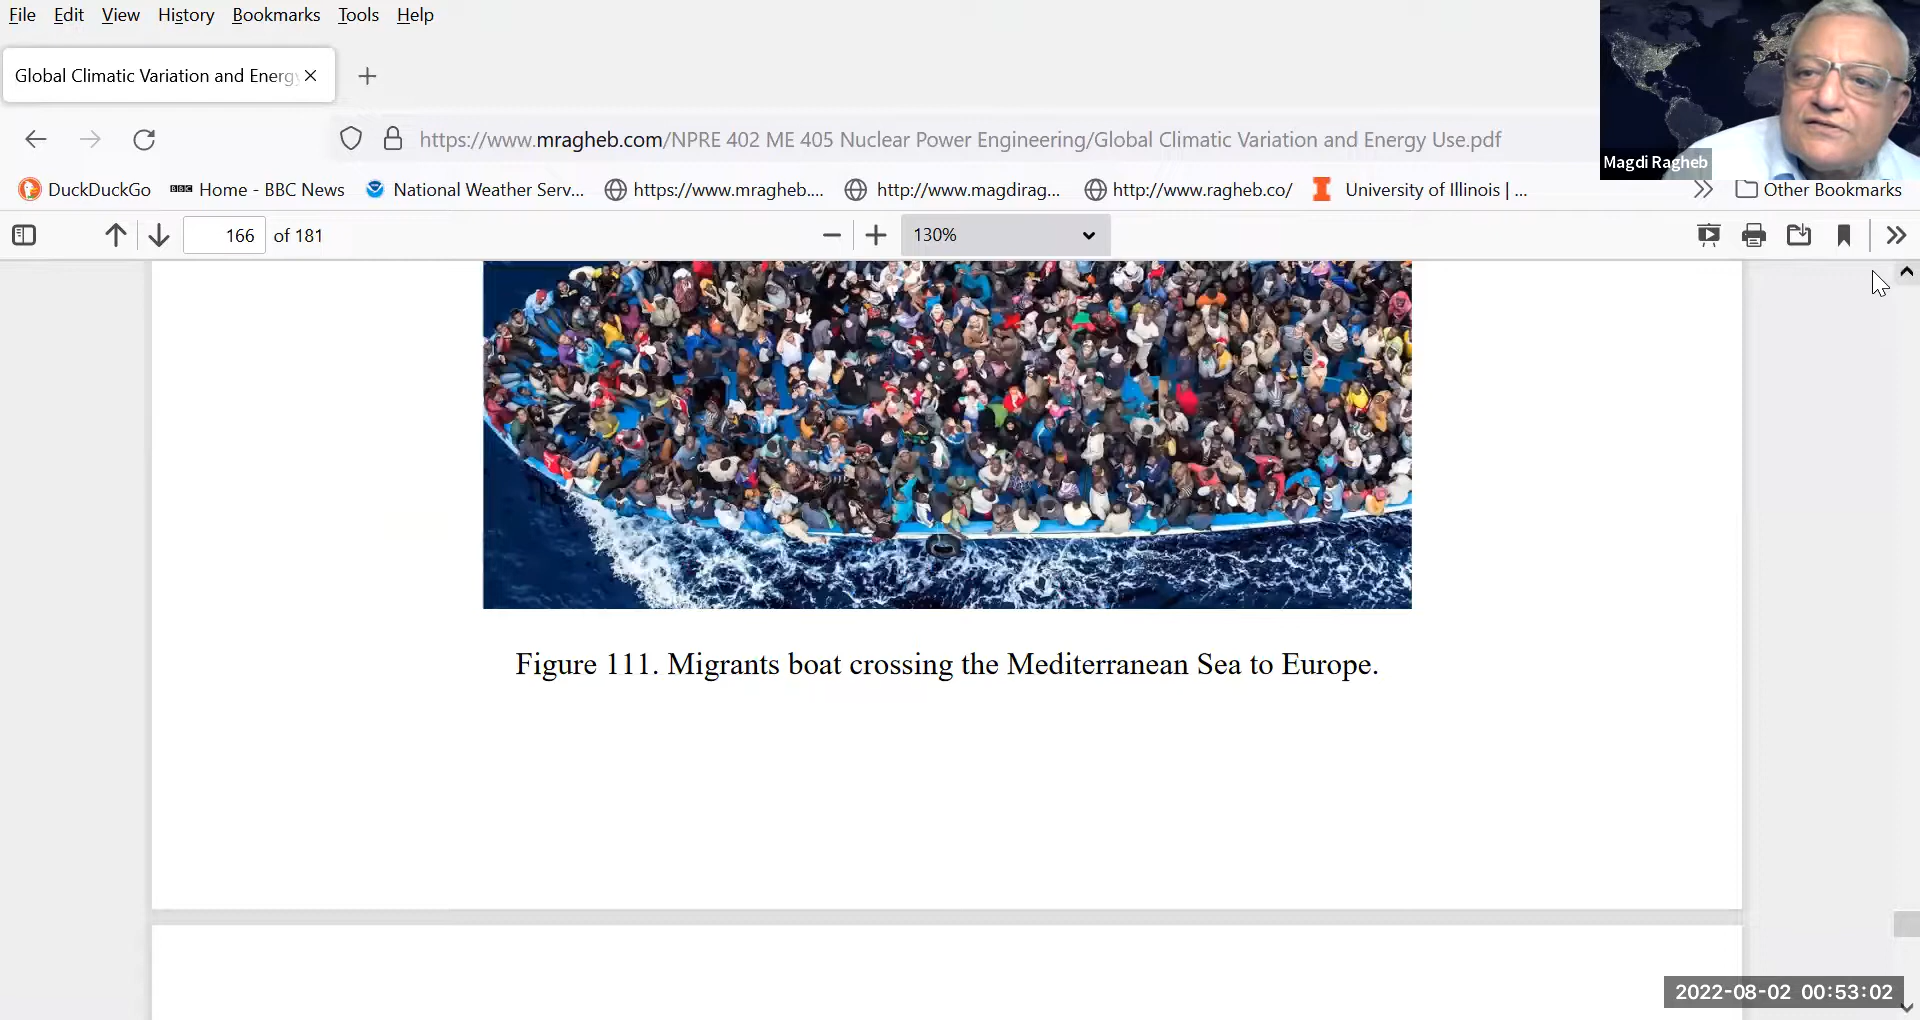 File Edit View History Bookmarks Tools Help
Global Climatic Variation and Energy
https://www.mragheb.com/NPRE 402 ME 405 Nuclear Power Engineering/Global Climatic Variation and Energy Use.pdf
Magdi Ragheb
DuckDuckGo BBC Home - BBC News National Weather Serv... https://www.mragheb.... http://www.magdirag... http://www.ragheb.co/ University of Illinois | ... Other Bookmarks
166 of 181 130%
Figure 111. Migrants boat crossing the Mediterranean Sea to Europe.
2022-08-02 00:53:02